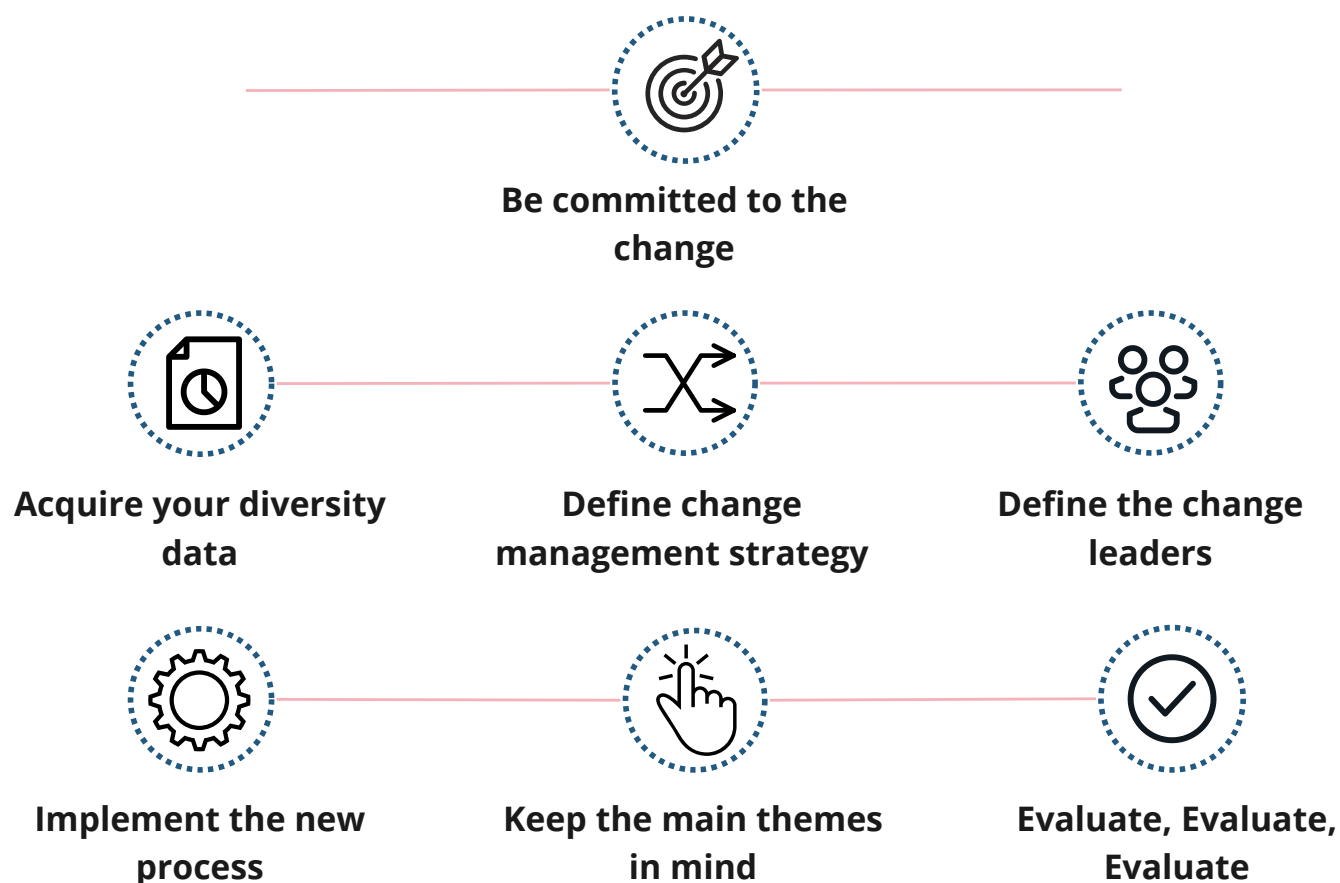 Be committed to the
change
Acquire your diversity
data
Define change
management strategy
Define the change
leaders
Implement the new
process
Keep the main themes
in mind
Evaluate, Evaluate,
Evaluate